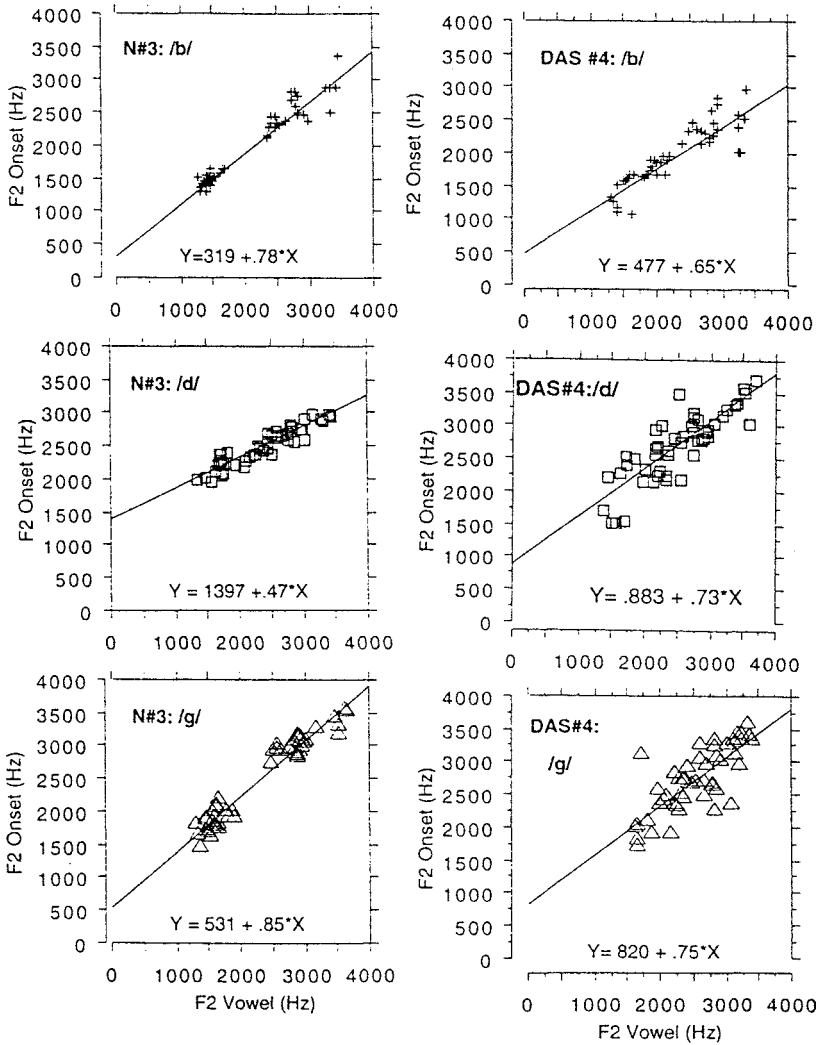 N#3: /b/
F2 Onset (Hz)
4000
3500
3000
2500
2000
1500
1000
500
0
Y=319 +.78*X
0 1000 2000 3000 4000
DAS #4: /b/
F2 Onset (Hz)
4000
3500
3000
2500
2000
1500
1000
500
0
Y = 477 + .65*X
0 1000 2000 3000 4000
N#3: /d/
F2 Onset (Hz)
4000
3500
3000
2500
2000
1500
1000
500
0
Y = 1397 +.47*X
0 1000 2000 3000 4000
DAS#4:/d/
F2 Onset (Hz)
4000
3500
3000
2500
2000
1500
1000
500
0
Y= .883 + .73*X
0 1000 2000 3000 4000
N#3: /g/
F2 Onset (Hz)
4000
3500
3000
2500
2000
1500
1000
500
0
Y = 531 + .85*X
0 1000 2000 3000 4000
F2 Vowel (Hz)
DAS#4:
/g/
F2 Onset (Hz)
4000
3500
3000
2500
2000
1500
1000
500
0
Y= 820 + .75*X
0 1000 2000 3000 4000
F2 Vowel (Hz)